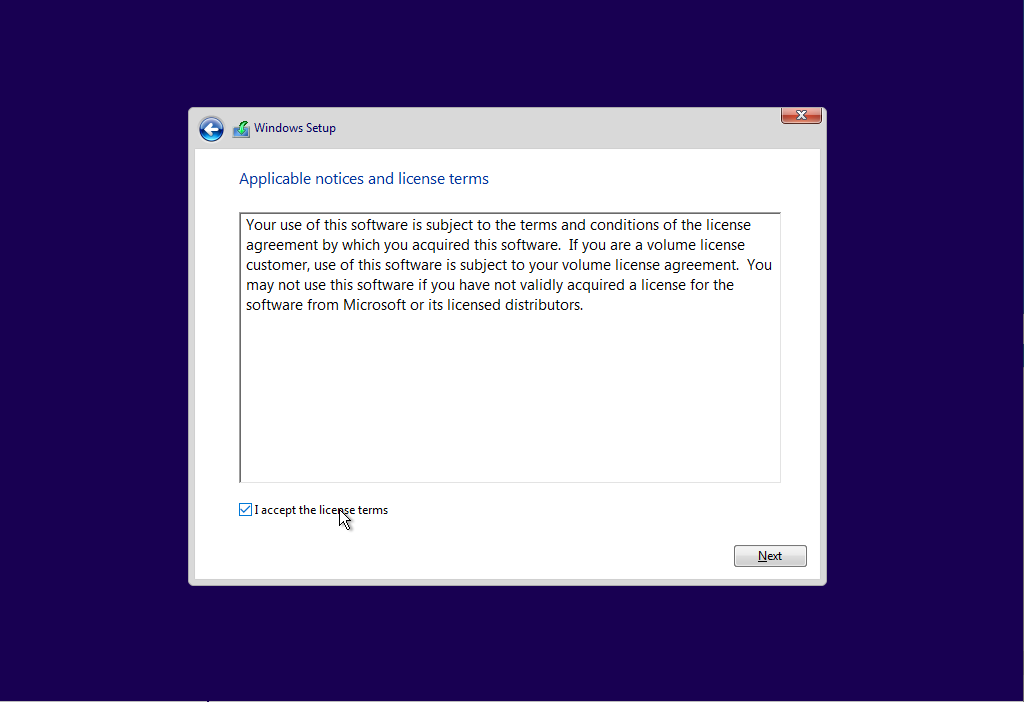 Windows Setup
Applicable notices and license terms
Your use of this software is subject to the terms and conditions of the license
agreement by which you acquired this software.  If you are a volume license
customer, use of this software is subject to your volume license agreement.  You
may not use this software if you have not validly acquired a license for the
software from Microsoft or its licensed distributors.
I accept the license terms
Next